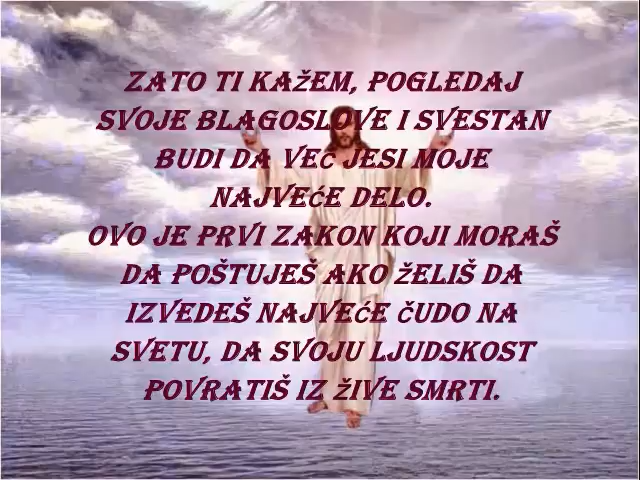 ZATO TI KAŽEM, POGLEDAJ
SVOJE BLAGOSLOVE I SVESTAN
BUDI DA VEĆ JESI MOJE
NAJVEĆE DELO.
OVO JE PRVI ZAKON KOJI MORAŠ
DA POŠTUJEŠ AKO ŽELIŠ DA
IZVEDEŠ NAJVEĆE ČUDO NA
SVETU, DA SVOJU LJUDSKOST
POVRATIŠ IZ ŽIVE SMRTI.